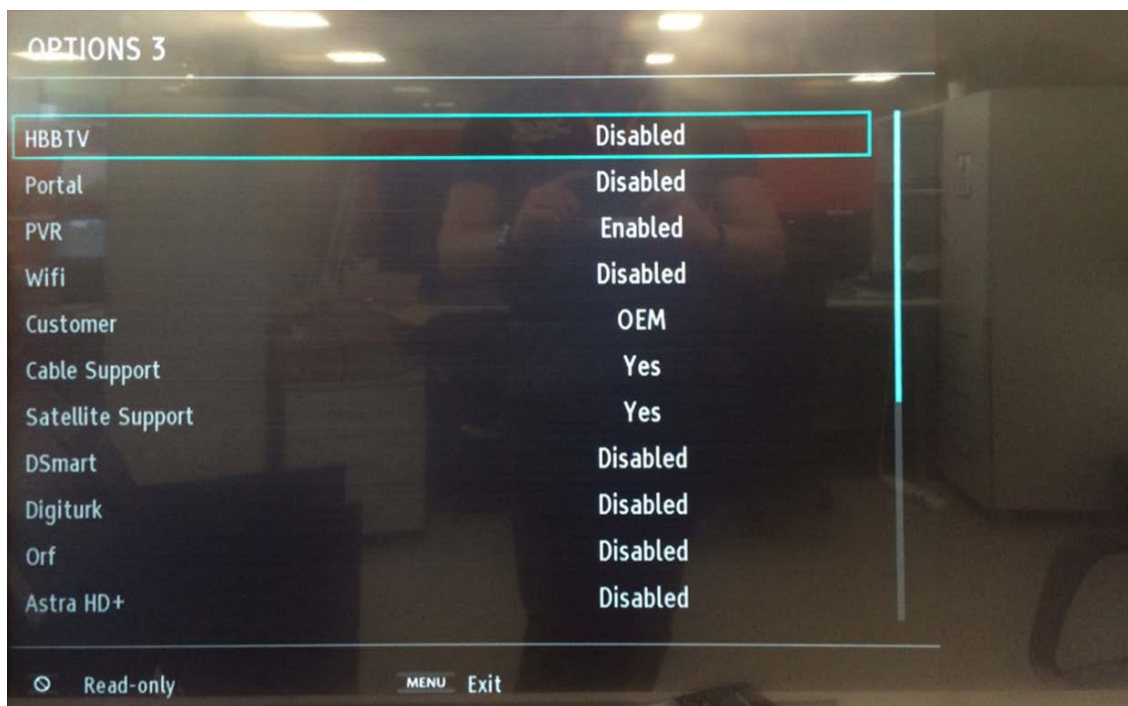 OPTIONS 3
HBBTV Disabled
Portal Disabled
PVR Enabled
Wifi Disabled
Customer OEM
Cable Support Yes
Satellite Support Yes
DSmart Disabled
Digiturk Disabled
Orf Disabled
Astra HD+ Disabled
Read-only MENU Exit